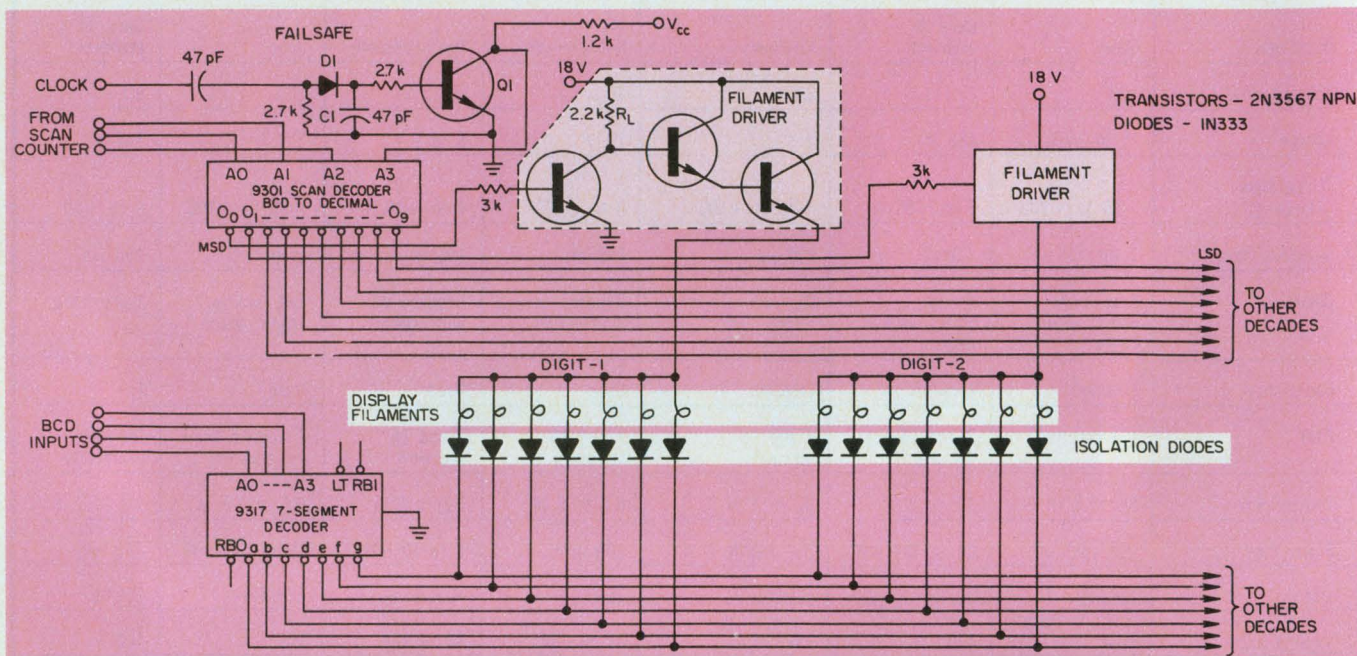 FAILSAFE
CLOCK
47 pF
D1
2.7k
C1
47 pF
2.7k
Q1
1.2 k
Vcc
18 V
2.2k
RL
FILAMENT
DRIVER
18 V
FILAMENT
DRIVER
TRANSISTORS – 2N3567 NPN
DIODES - IN333
FROM
SCAN
COUNTER
A0 A1 A2 A3
9301 SCAN DECODER
BCD TO DECIMAL
O0 O1 -------- O9
MSD
3k
3k
LSD
TO
OTHER
DECADES
DIGIT-1
DIGIT-2
DISPLAY
FILAMENTS
ISOLATION DIODES
BCD
INPUTS
A0 ---- A3 LT RBI
9317 7-SEGMENT
DECODER
RBO a b c d e f g
TO
OTHER
DECADES